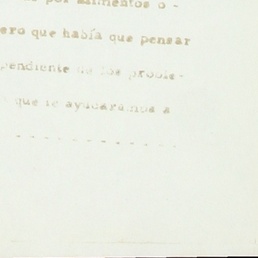 por alimentos o -
ero que había que pensar
pendiente de los proble-
que le ayudaramos a
- - - - - - - - - - - -